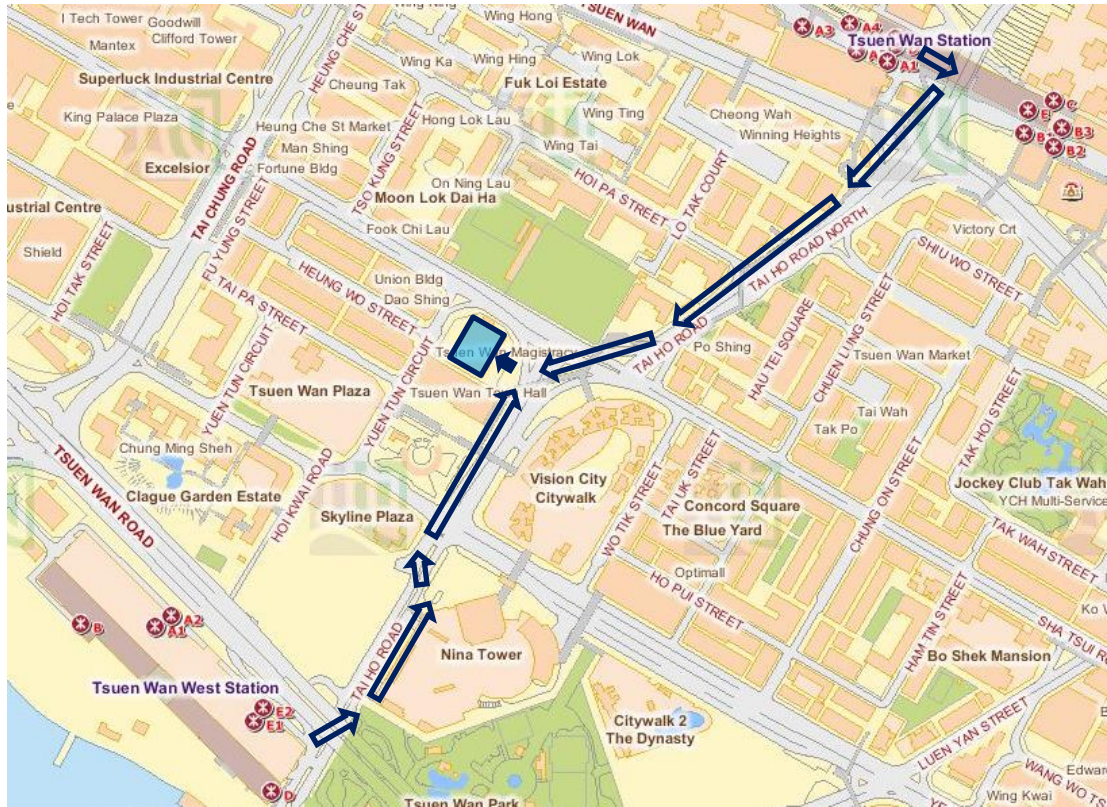 I Tech Tower
Goodwill
Clifford Tower
Mantex
Superluck Industrial Centre
King Palace Plaza
HEUNG CHE ST
Wing Hong
Wing Ka
Wing Hing
Wing Lok
TSUEN WAN
A3
A4
A1
Tsuen Wan Station
Fuk Loi Estate
Cheung Tak
Hong Lok Lau
Wing Ting
Cheong Wah
Winning Heights
E
C
B3
B2
Heung Che St Market
Man Shing
Fortune Bldg
Excelsior
TAI CHUNG ROAD
TSO KUNG STREET
Wing Tai
On Ning Lau
Moon Lok Dai Ha
HOI PA STREET
LO TAK COURT
ustrial Centre
Shield
HOI TAK STREET
FU YUNG STREET
Fook Chi Lau
TAI HO ROAD NORTH
Victory Crt
SHIU WO STREET
HEUNG WO STREET
Union Bldg
Dao Shing
TAI PA STREET
Tsuen Wan Magistracy
TAI HO ROAD
Po Shing
HAU TEI SQUARE
CHUEN LUNG STREET
Tsuen Wan Market
YUEN TUN CIRCUIT
Tsuen Wan Plaza
YUEN TUN CIRCUIT
Tsuen Wan Town Hall
Tai Wah
Tak Po
TAK HOI STREET
Chung Ming Sheh
TSUEN WAN ROAD
Clague Garden Estate
HOI KWAI ROAD
Skyline Plaza
Vision City
Citywalk
WO TIK STREET
TAI UK STREET
Concord Square
The Blue Yard
CHUNG ON STREET
Jockey Club Tak Wah
YCH Multi-Service
TAK WAH STREET
Optimall
HO PUI STREET
B
A2
A1
TAI HO ROAD
Nina Tower
Ko
SHA TSUI R
HAM TIN STREET
Bo Shek Mansion
Tsuen Wan West Station
E2
E1
Citywalk 2
The Dynasty
LUEN YAN STREET
WANG WO T
Edwar
Wing Kwai
D
Tsuen Wan Park